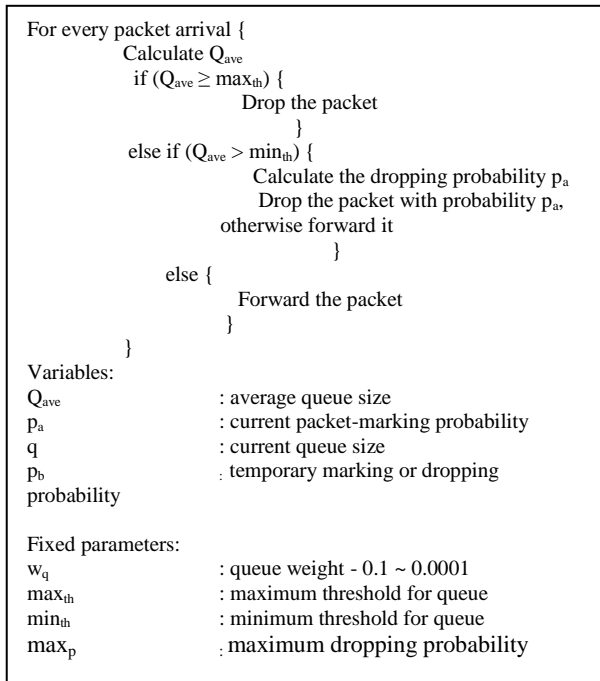 For every packet arrival {
Calculate Qave
if (Qave ≥ maxth) {
Drop the packet
}
else if (Qave > minth) {
Calculate the dropping probability pa
Drop the packet with probability pa,
otherwise forward it
}
else {
Forward the packet
}
}
Variables:
Qave : average queue size
pa : current packet-marking probability
q : current queue size
pb : temporary marking or dropping
probability
Fixed parameters:
wq : queue weight - 0.1 ~ 0.0001
maxth : maximum threshold for queue
minth : minimum threshold for queue
maxp : maximum dropping probability